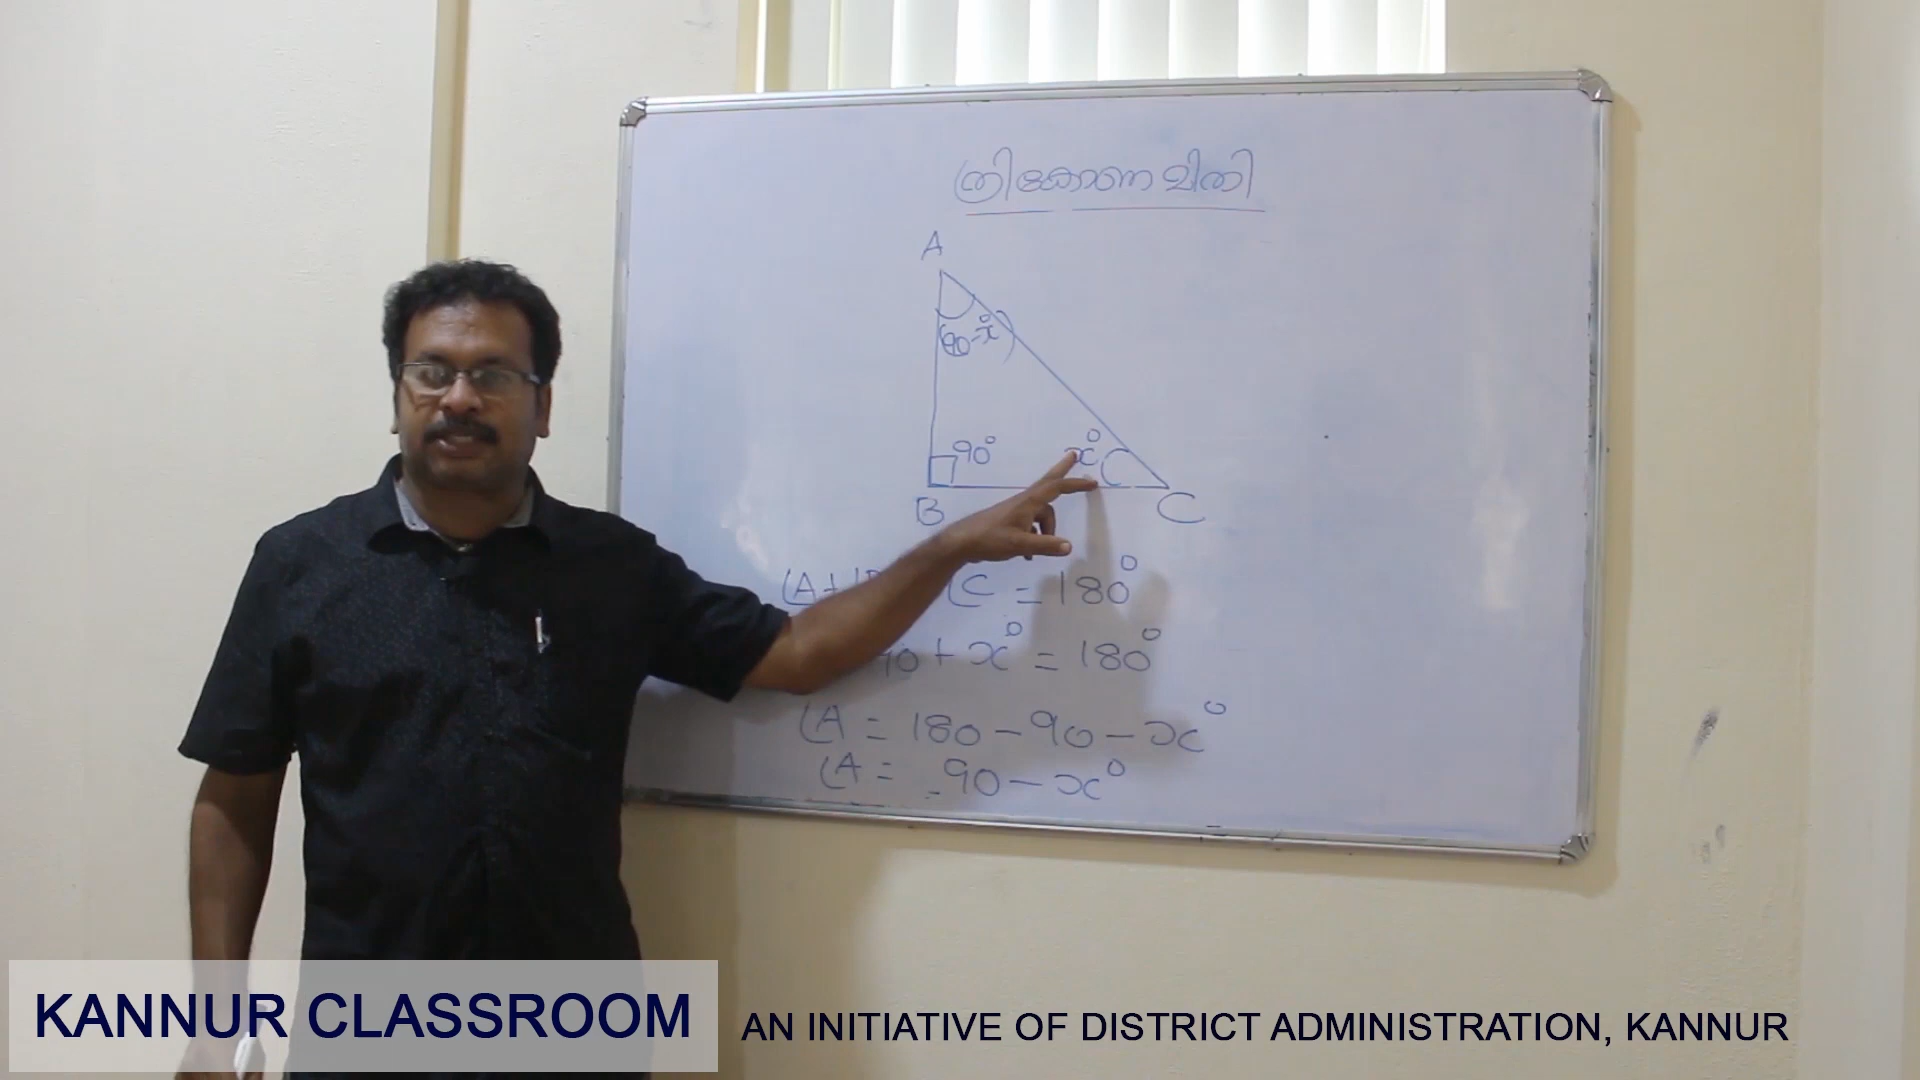 ത്രികോണമിതി
A
(90-x°)
90°
x°
B
C
∠A+ ∠C = 180°
90 + x° = 180°
∠A = 180 - 90 - x°
∠A = 90 - x°
KANNUR CLASSROOM
AN INITIATIVE OF DISTRICT ADMINISTRATION, KANNUR